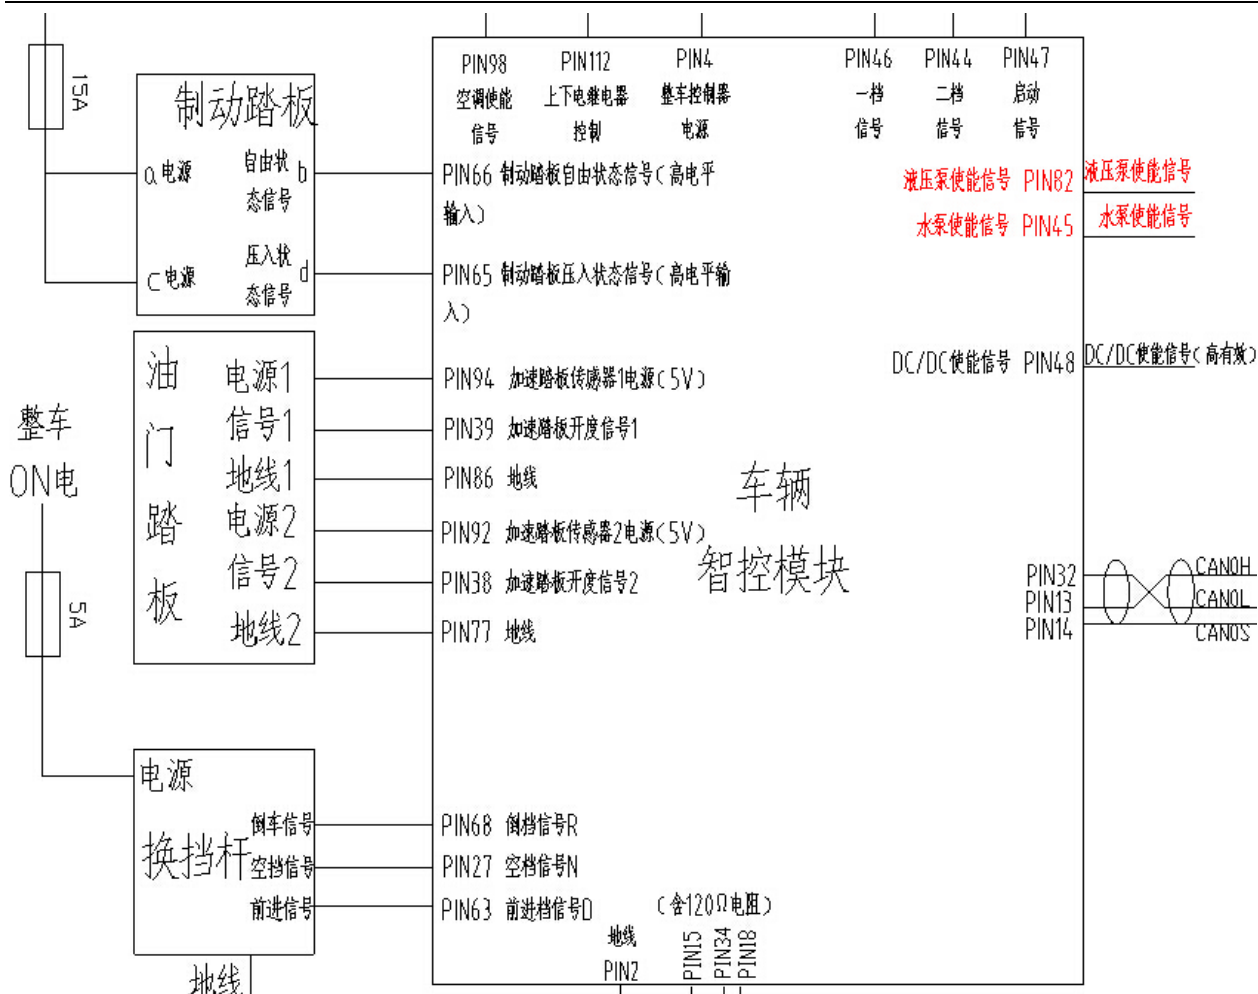 15A
制动踏板
a 电源
自由状
态信号
b
c 电源
压入状
态信号
d
油
门
踏
板
电源1
信号1
地线1
电源2
信号2
地线2
整车
ON电
5A
电源
换挡杆
倒车信号
空挡信号
前进信号
地线
PIN98
空调使能
信号
PIN112
上下电继电器
控制
PIN4
整车控制器
电源
PIN46
一档
信号
PIN44
二档
信号
PIN47
启动
信号
PIN66 制动踏板自由状态信号(高电平
输入)
PIN65 制动踏板压入状态信号(高电平输
入)
PIN94 加速踏板传感器1电源(5V)
PIN39 加速踏板开度信号1
PIN86 地线
PIN92 加速踏板传感器2电源(5V)
PIN38 加速踏板开度信号2
PIN77 地线
车辆
智控模块
PIN68 倒档信号R
PIN27 空档信号N
PIN63 前进档信号D
(含120Ω电阻)
地线
PIN2
PIN15
PIN34
PIN18
液压泵使能信号 PIN82
液压泵使能信号
水泵使能信号 PIN45
水泵使能信号
DC/DC使能信号 PIN48
DC/DC使能信号(高有效)
PIN32
CAN0H
PIN13
CAN0L
PIN14
CAN0S